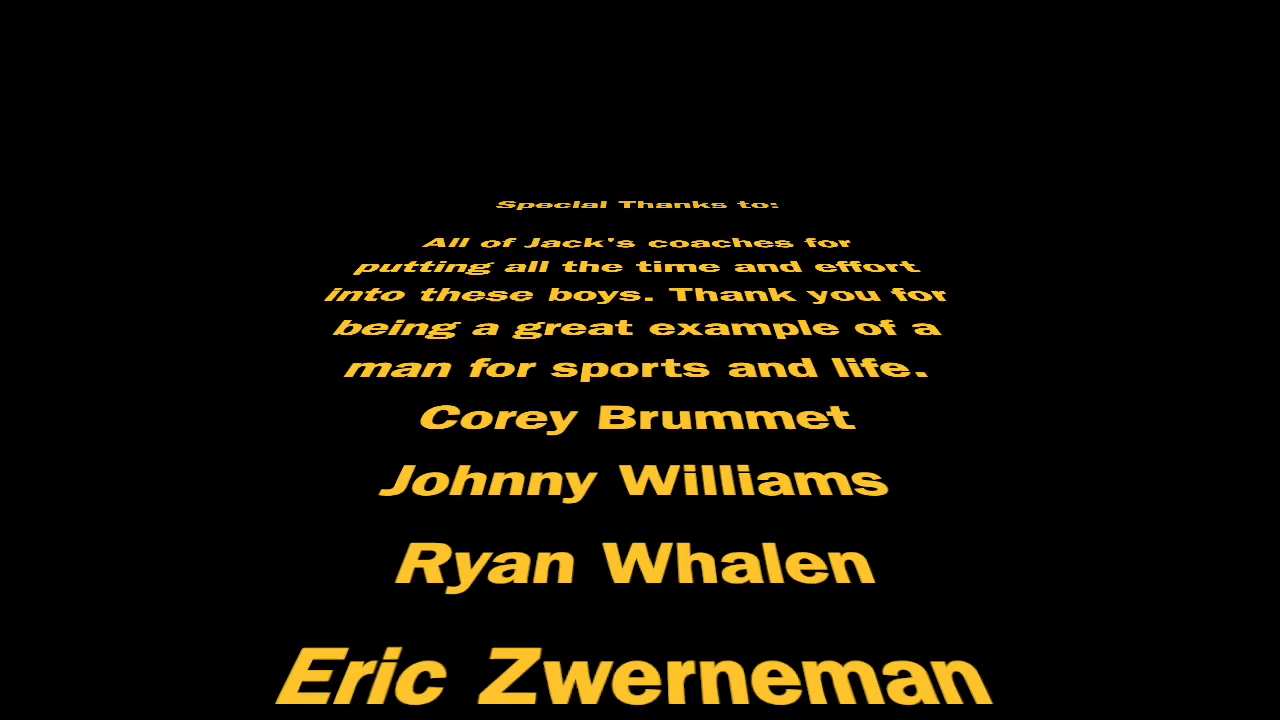 Special Thanks to:
All of Jack's coaches for
putting all the time and effort
into these boys. Thank you for
being a great example of a
man for sports and life.
Corey Brummet
Johnny Williams
Ryan Whalen
Eric Zwerneman